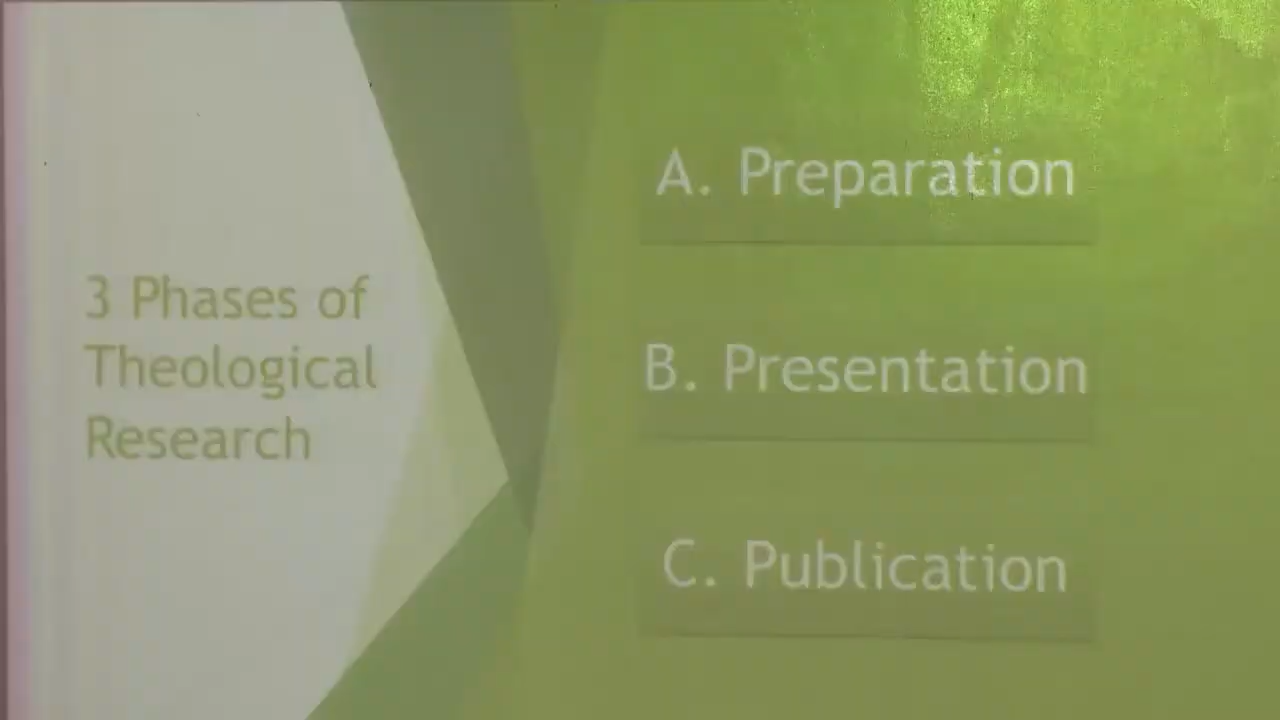 3 Phases of
Theological
Research
A. Preparation
B. Presentation
C. Publication